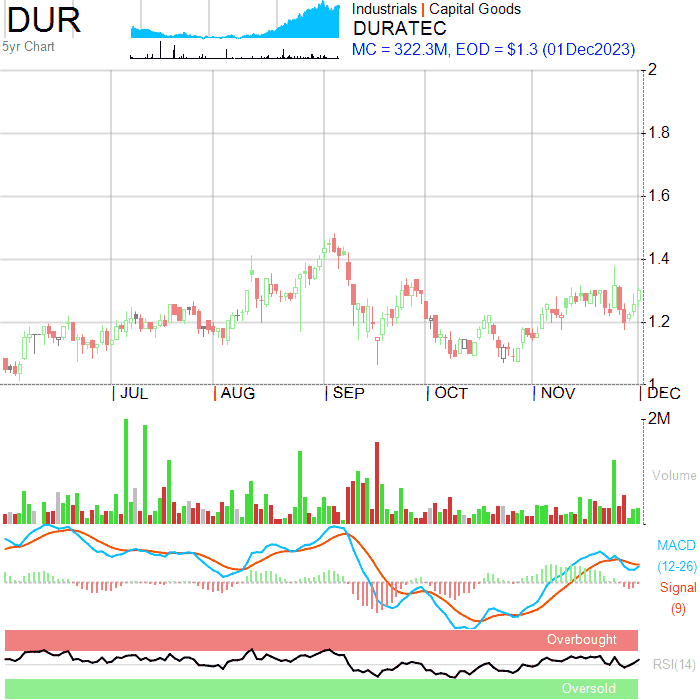 DUR
5yr Chart
Industrials | Capital Goods
DURATEC
MC = 322.3M, EOD = $1.3 (01Dec2023)
2
1.8
1.6
1.4
1.2
1
JUL AUG SEP OCT NOV DEC
2M
Volume
MACD
(12-26)
Signal
(9)
Overbought
RSI(14)
Oversold